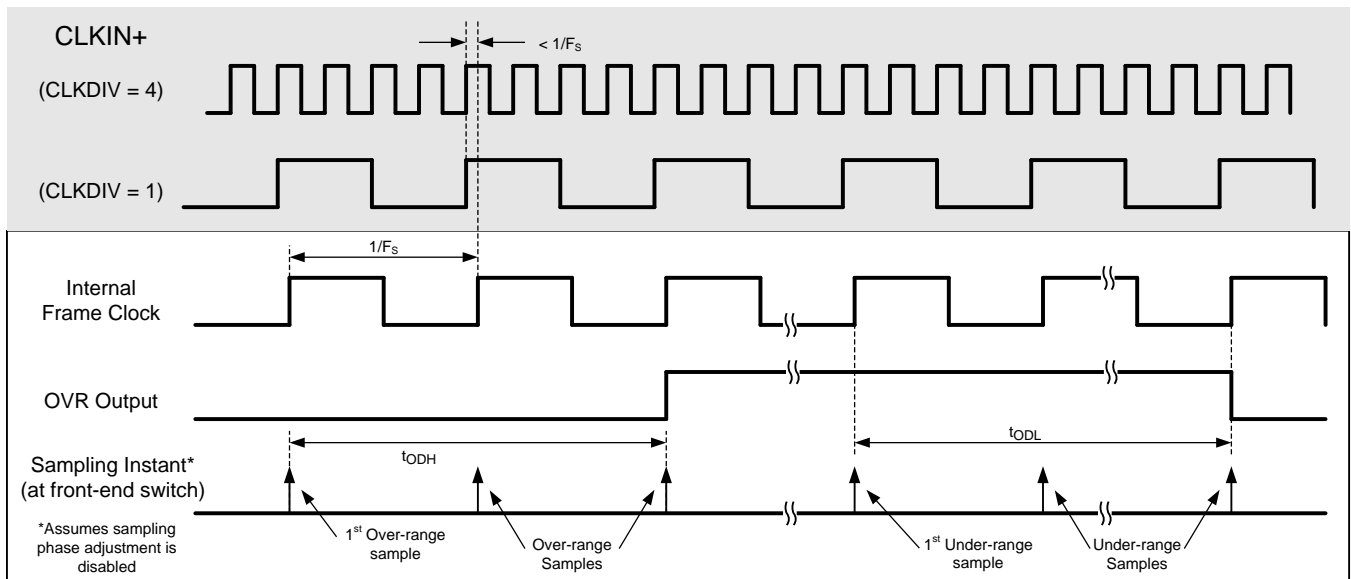 CLKIN+
< 1/FS
(CLKDIV = 4)
(CLKDIV = 1)
1/FS
Internal
Frame Clock
OVR Output
tODH
tODL
Sampling Instant*
(at front-end switch)
*Assumes sampling
phase adjustment is
disabled
1st Over-range
sample
Over-range
Samples
1st Under-range
sample
Under-range
Samples